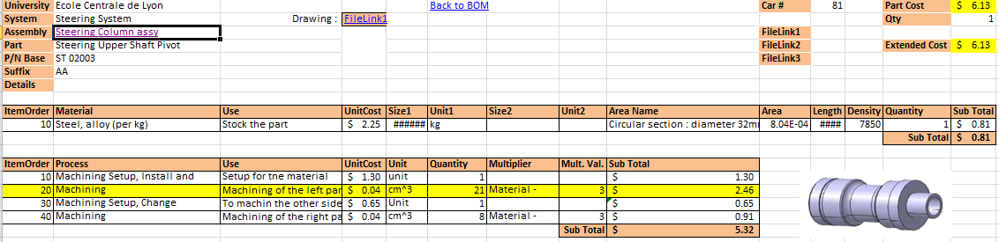 University Ecole Centrale de Lyon Back to BOM Car # 81 Part Cost $ 6.13
System Steering System Drawing : FileLink1 Qty 1
Assembly Steering Column assy FileLink1
Part Steering Upper Shaft Pivot FileLink2 Extended Cost $ 6.13
P/N Base ST 02003 FileLink3
Suffix AA
Details
ItemOrder Material Use UnitCost Size1 Unit1 Size2 Unit2 Area Name Area Length Density Quantity Sub Total
10 Steel, alloy (per kg) Stock the part $ 2.25 ###### kg Circular section : diameter 32m 8.04E-04 #### 7850 1 $ 0.81
Sub Total $ 0.81
ItemOrder Process Use UnitCost Unit Quantity Multiplier Mult. Val. Sub Total
10 Machining Setup, Install and Setup for tne material $ 1.30 unit 1 $ 1.30
20 Machining Machining of the left par $ 0.04 cm^3 21 Material - 3 $ 2.46
30 Machining Setup, Change To machin the other side $ 0.65 Unit 1 $ 0.65
40 Machining Machining of the right pa $ 0.04 cm^3 8 Material - 3 $ 0.91
Sub Total $ 5.32